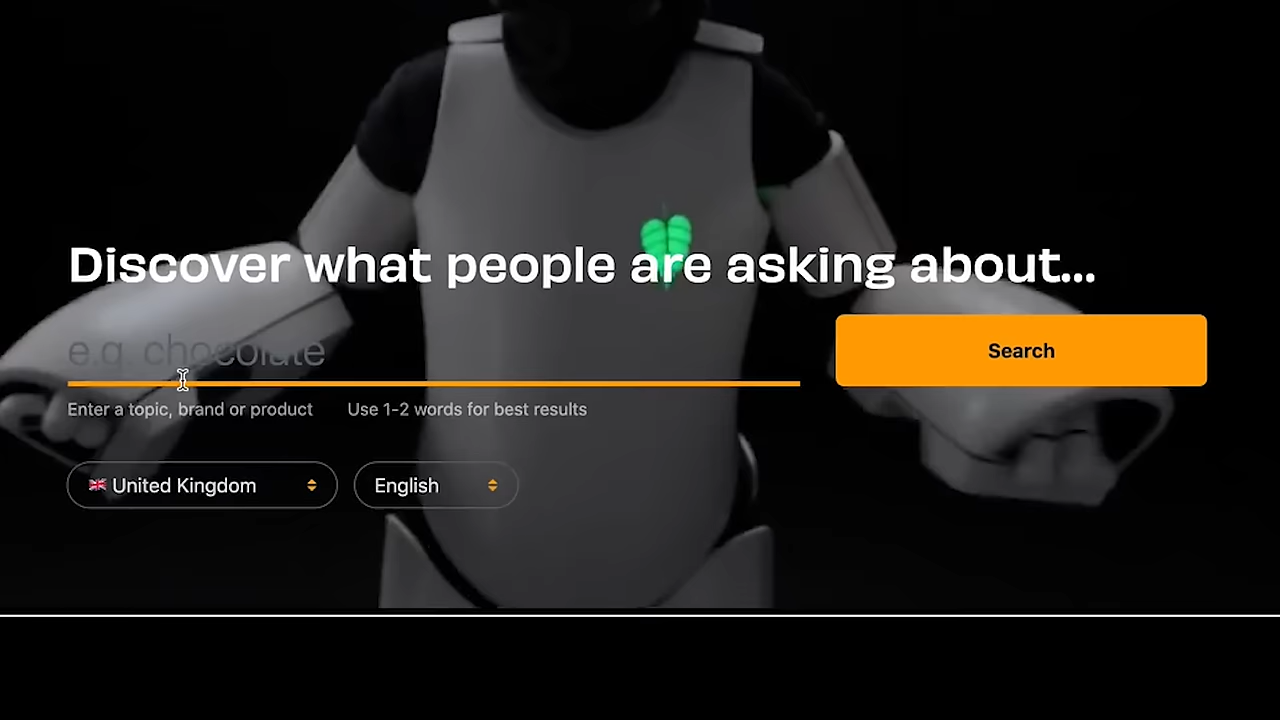 Discover what people are asking about...
e.g. chocolate
Search
Enter a topic, brand or product
Use 1-2 words for best results
United Kingdom
English